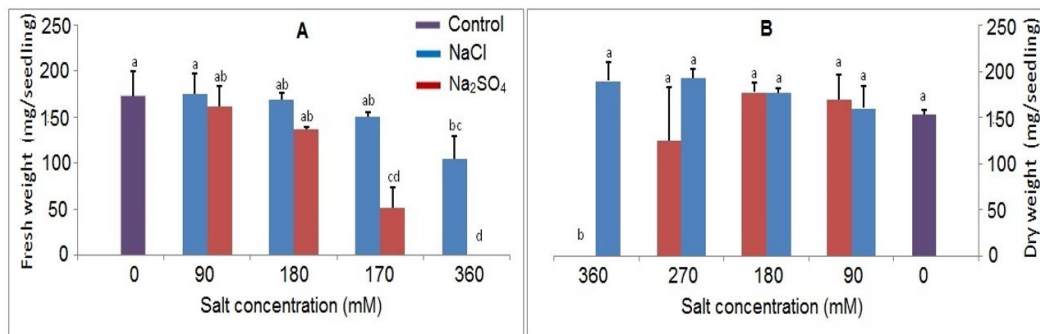 A
Control
NaCl
Na₂SO₄
Fresh weight (mg/seedling)
250
200
150
100
50
0
a
a
ab
ab
ab
ab
cd
bc
d
0 90 180 170 360
Salt concentration (mM)
B
Dry weight (mg/seedling)
250
200
150
100
50
0
b
a
a
a
a
a
a
a
a
360 270 180 90 0
Salt concentration (mM)